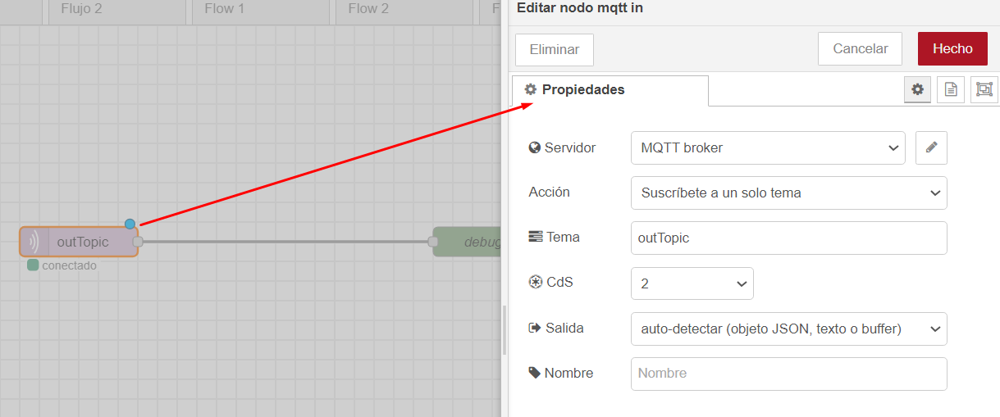 Flujo 2
Flow 1
Flow 2
Editar nodo mqtt in
Eliminar
Cancelar
Hecho
Propiedades
Servidor
MQTT broker
Acción
Suscríbete a un solo tema
Tema
outTopic
CdS
2
Salida
auto-detectar (objeto JSON, texto o buffer)
Nombre
Nombre
outTopic
conectado
debug